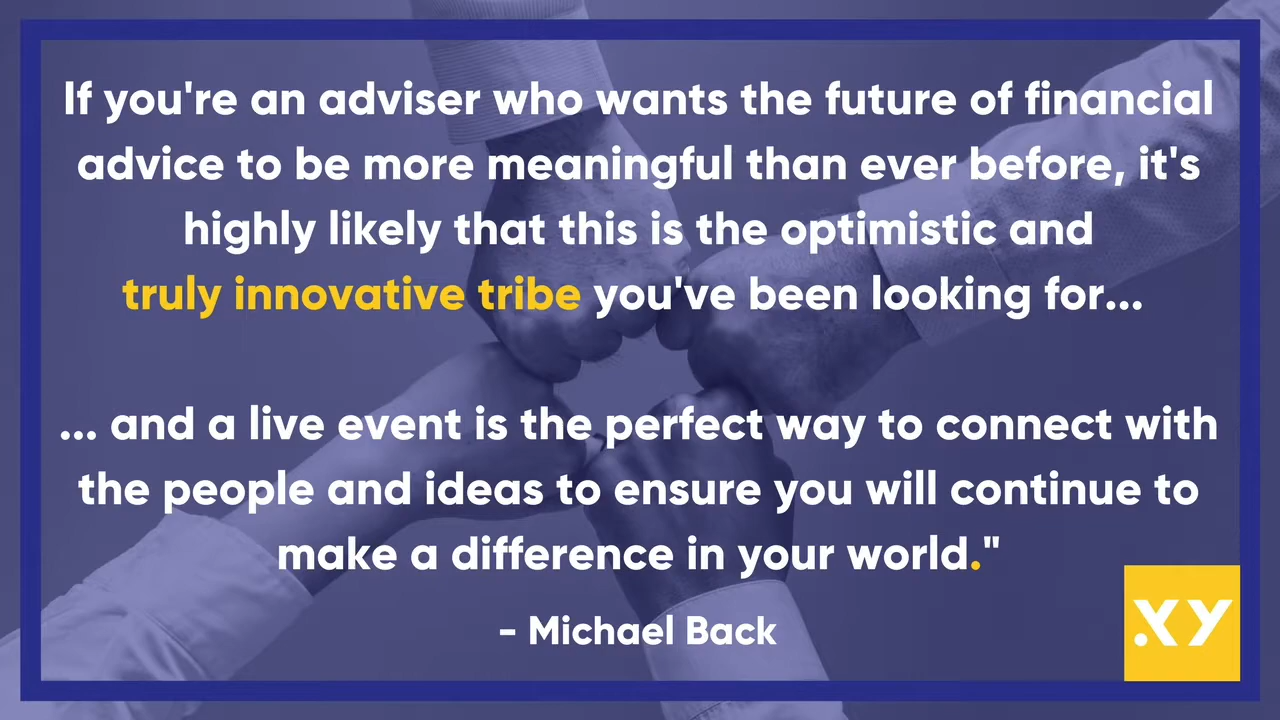 If you're an adviser who wants the future of financial
advice to be more meaningful than ever before, it's
highly likely that this is the optimistic and
truly innovative tribe you've been looking for...
... and a live event is the perfect way to connect with
the people and ideas to ensure you will continue to
make a difference in your world."
- Michael Back
.XY